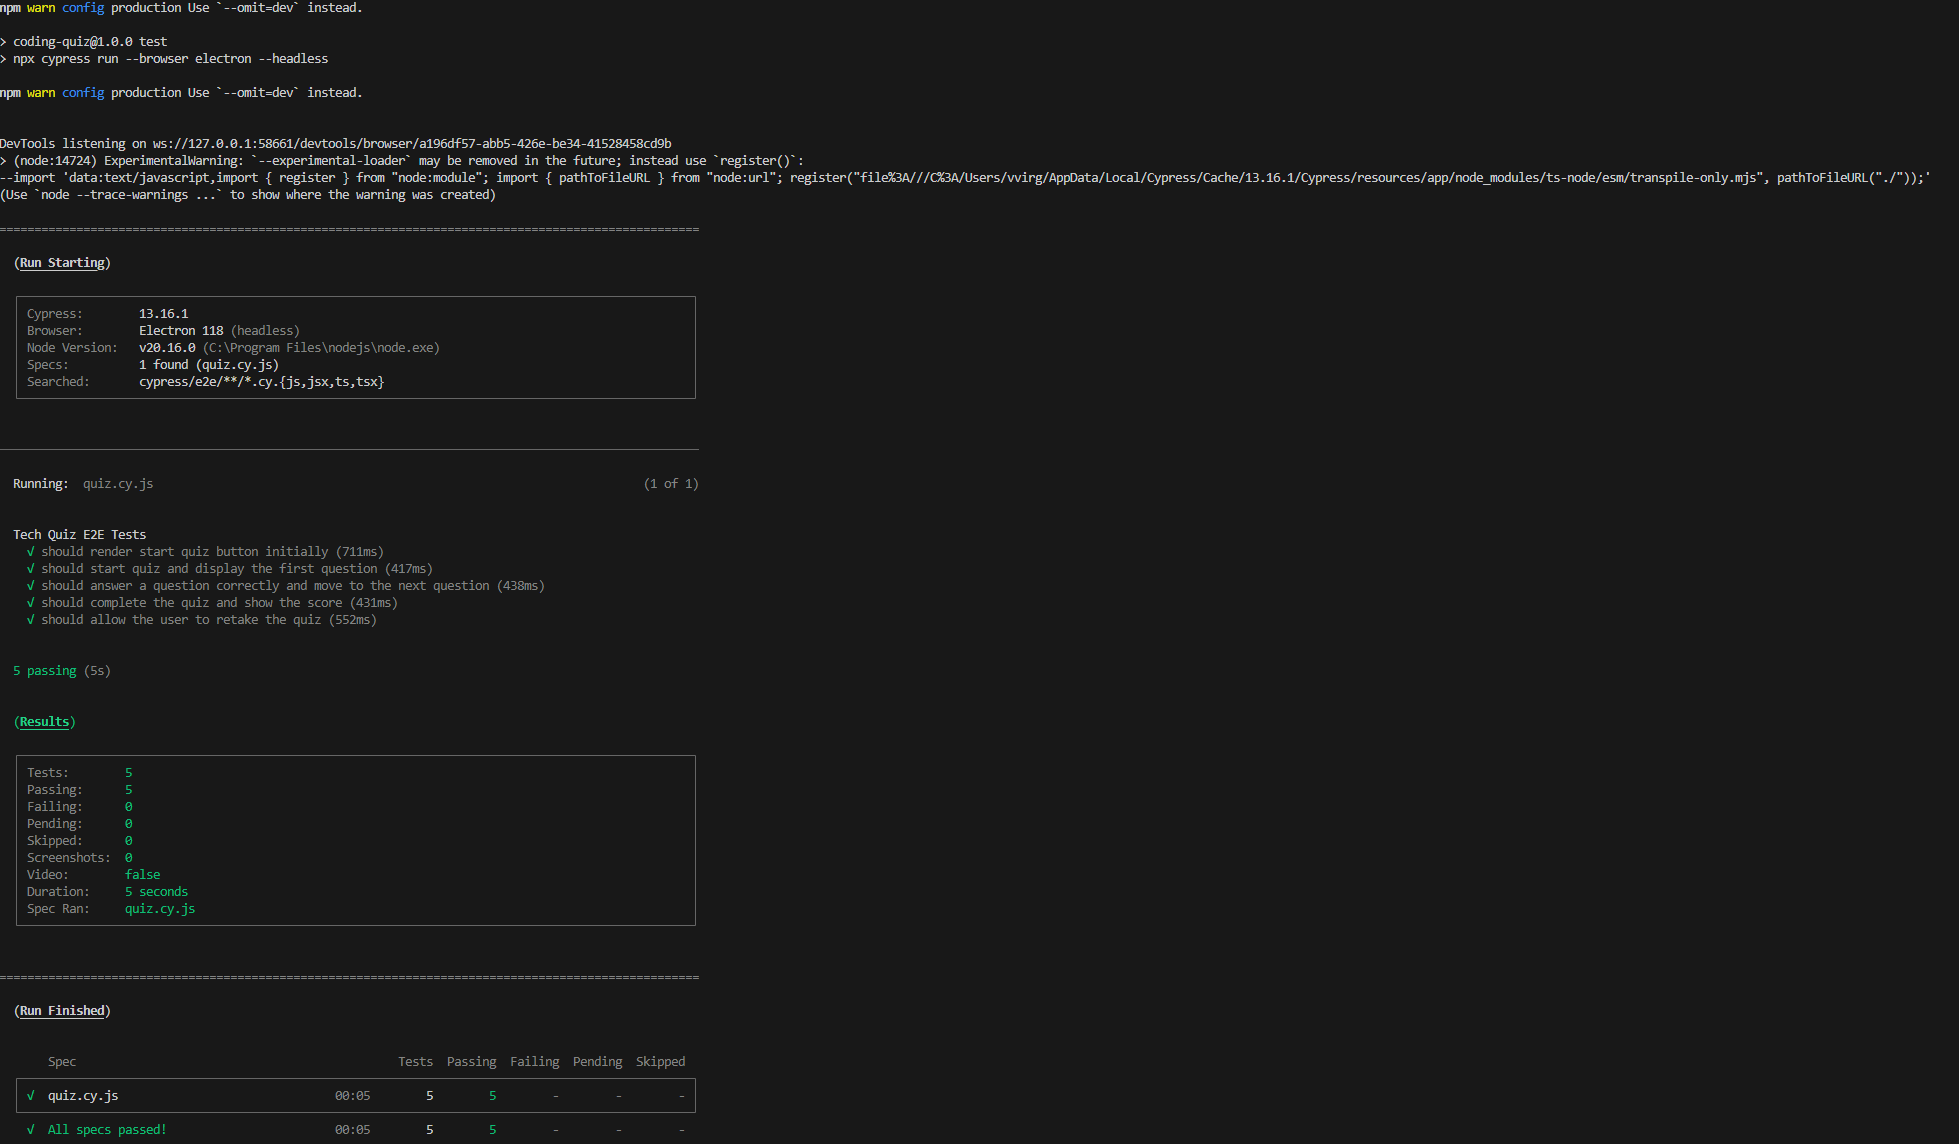 npm warn config production Use `--omit=dev` instead.
> coding-quiz@1.0.0 test
> npx cypress run --browser electron --headless
npm warn config production Use `--omit=dev` instead.
DevTools listening on ws://127.0.0.1:58661/devtools/browser/a196df57-abb5-426e-be34-41528458cd9b
> (node:14724) ExperimentalWarning: `--experimental-loader` may be removed in the future; instead use `register()`:
--import 'data:text/javascript,import { register } from "node:module"; import { pathToFileURL } from "node:url"; register("file%3A///C%3A/Users/vvirg/AppData/Local/Cypress/Cache/13.16.1/Cypress/resources/app/node_modules/ts-node/esm/transpile-only.mjs", pathToFileURL("./"));'
(Use `node --trace-warnings ...` to show where the warning was created)
====================================================================================================
(Run Starting)
Cypress: 13.16.1
Browser: Electron 118 (headless)
Node Version: v20.16.0 (C:\Program Files\nodejs\node.exe)
Specs: 1 found (quiz.cy.js)
Searched: cypress/e2e/**/*.cy.{js,jsx,ts,tsx}
Running: quiz.cy.js (1 of 1)
Tech Quiz E2E Tests
√ should render start quiz button initially (711ms)
√ should start quiz and display the first question (417ms)
√ should answer a question correctly and move to the next question (438ms)
√ should complete the quiz and show the score (431ms)
√ should allow the user to retake the quiz (552ms)
5 passing (5s)
(Results)
Tests: 5
Passing: 5
Failing: 0
Pending: 0
Skipped: 0
Screenshots: 0
Video: false
Duration: 5 seconds
Spec Ran: quiz.cy.js
====================================================================================================
(Run Finished)
Spec Tests Passing Failing Pending Skipped
√ quiz.cy.js 00:05 5 5 - - -
√ All specs passed! 00:05 5 5 - - -